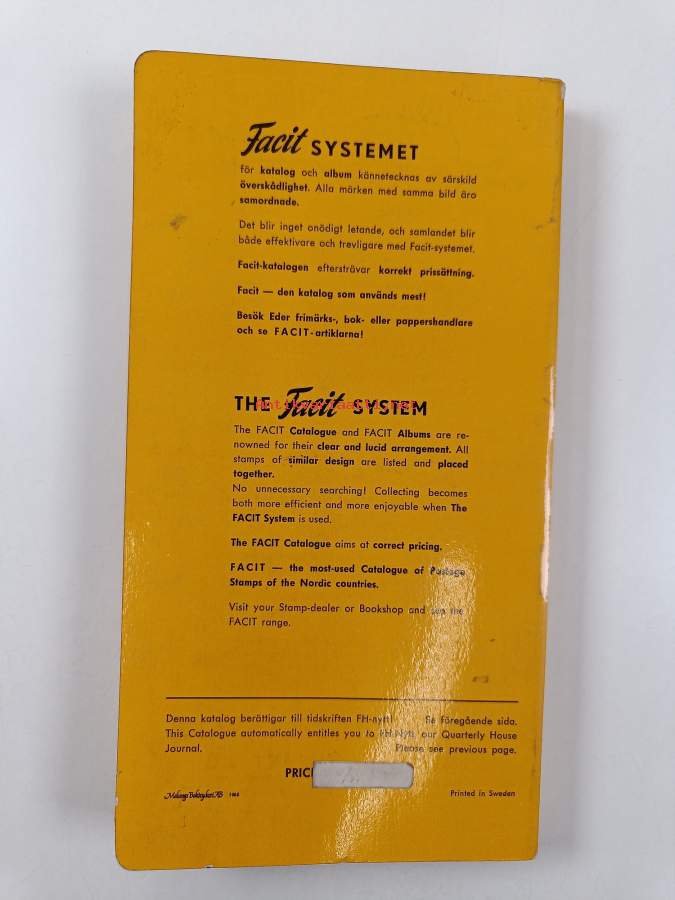 Facit SYSTEMET
för katalog och album kännetecknas av särskild
överskådlighet. Alla märken med samma bild äro
samordnade.
Det blir inget onödigt letande, och samlandet blir
både effektivare och trevligare med Facit-systemet.
Facit-katalogen eftersträvar korrekt prissättning.
Facit — den katalog som används mest!
Besök Eder frimärks-, bok- eller pappershandlare
och se FACIT-artiklarna!
THE Facit SYSTEM
The FACIT Catalogue and FACIT Albums are re-
nowned for their clear and lucid arrangement. All
stamps of similar design are listed and placed
together.
No unnecessary searching! Collecting becomes
both more efficient and more enjoyable when The
FACIT System is used.
The FACIT Catalogue aims at correct pricing.
FACIT — the most-used Catalogue of Postage
Stamps of the Nordic countries.
Visit your Stamp-dealer or Bookshop and see the
FACIT range.
Denna katalog berättigar till tidskriften FH-nytt! Se föregående sida.
This Catalogue automatically entitles you to FH-Nytt, our Quarterly House
Journal. Please see previous page.
PRIC
Printed in Sweden